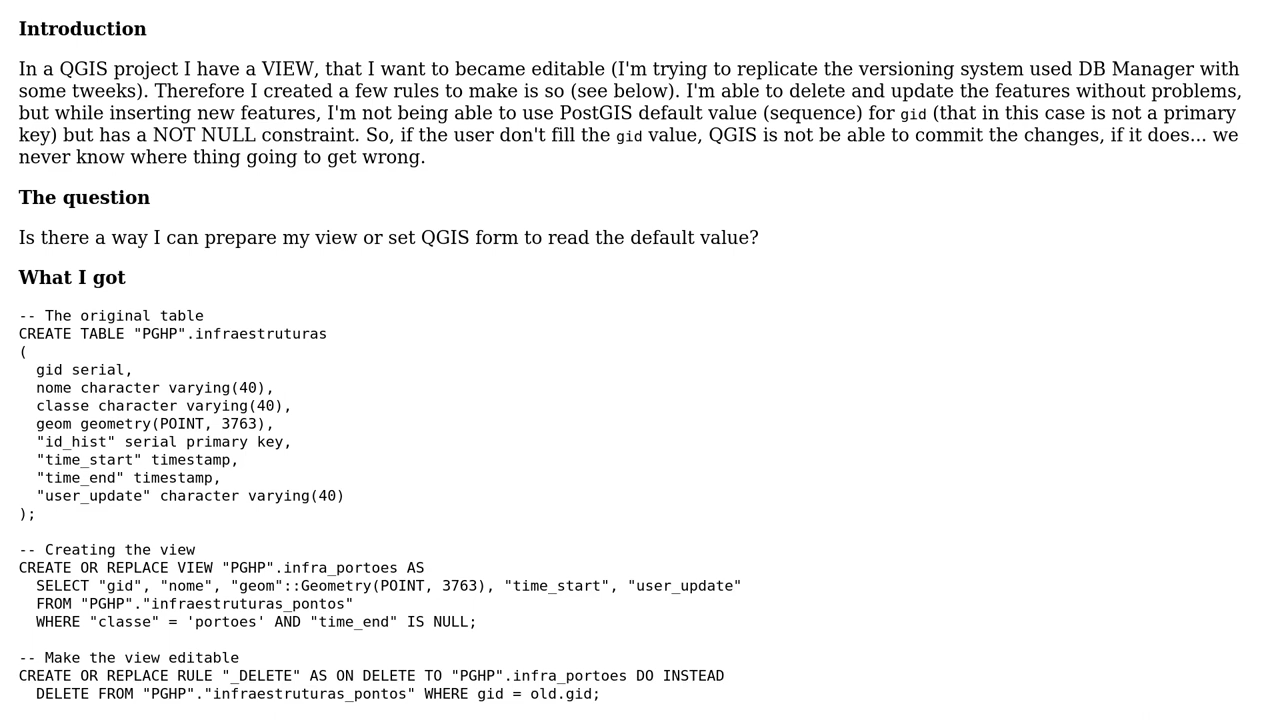 Introduction
In a QGIS project I have a VIEW, that I want to became editable (I'm trying to replicate the versioning system used DB Manager with
some tweeks). Therefore I created a few rules to make is so (see below). I'm able to delete and update the features without problems,
but while inserting new features, I'm not being able to use PostGIS default value (sequence) for gid (that in this case is not a primary
key) but has a NOT NULL constraint. So, if the user don't fill the gid value, QGIS is not be able to commit the changes, if it does... we
never know where thing going to get wrong.
The question
Is there a way I can prepare my view or set QGIS form to read the default value?
What I got
-- The original table
CREATE TABLE "PGHP".infraestruturas
(
  gid serial,
  nome character varying(40),
  classe character varying(40),
  geom geometry(POINT, 3763),
  "id_hist" serial primary key,
  "time_start" timestamp,
  "time_end" timestamp,
  "user_update" character varying(40)
);
-- Creating the view
CREATE OR REPLACE VIEW "PGHP".infra_portoes AS
  SELECT "gid", "nome", "geom"::Geometry(POINT, 3763), "time_start", "user_update"
  FROM "PGHP"."infraestruturas_pontos"
  WHERE "classe" = 'portoes' AND "time_end" IS NULL;
-- Make the view editable
CREATE OR REPLACE RULE "_DELETE" AS ON DELETE TO "PGHP".infra_portoes DO INSTEAD
  DELETE FROM "PGHP"."infraestruturas_pontos" WHERE gid = old.gid;